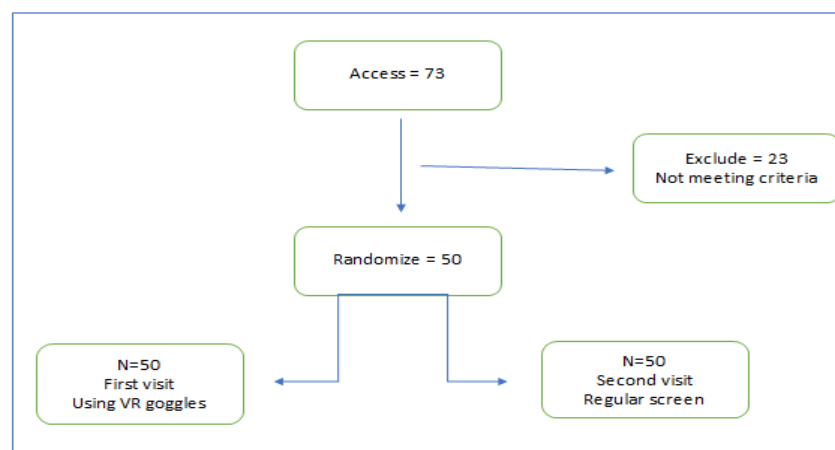 Access = 73
Exclude = 23
Not meeting criteria
Randomize = 50
N=50
First visit
Using VR goggles
N=50
Second visit
Regular screen